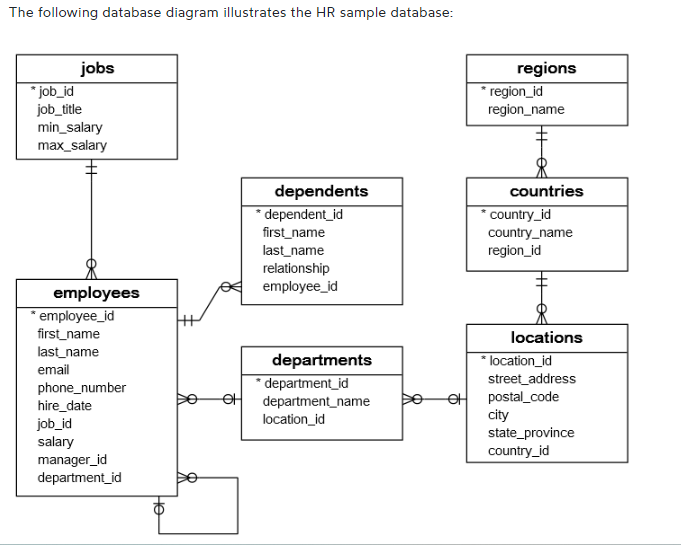 The following database diagram illustrates the HR sample database:
jobs
* job_id
job_title
min_salary
max_salary
regions
* region_id
region_name
dependents
* dependent_id
first_name
last_name
relationship
employee_id
countries
* country_id
country_name
region_id
employees
* employee_id
first_name
last_name
email
phone_number
hire_date
job_id
salary
manager_id
department_id
departments
* department_id
department_name
location_id
locations
* location_id
street_address
postal_code
city
state_province
country_id